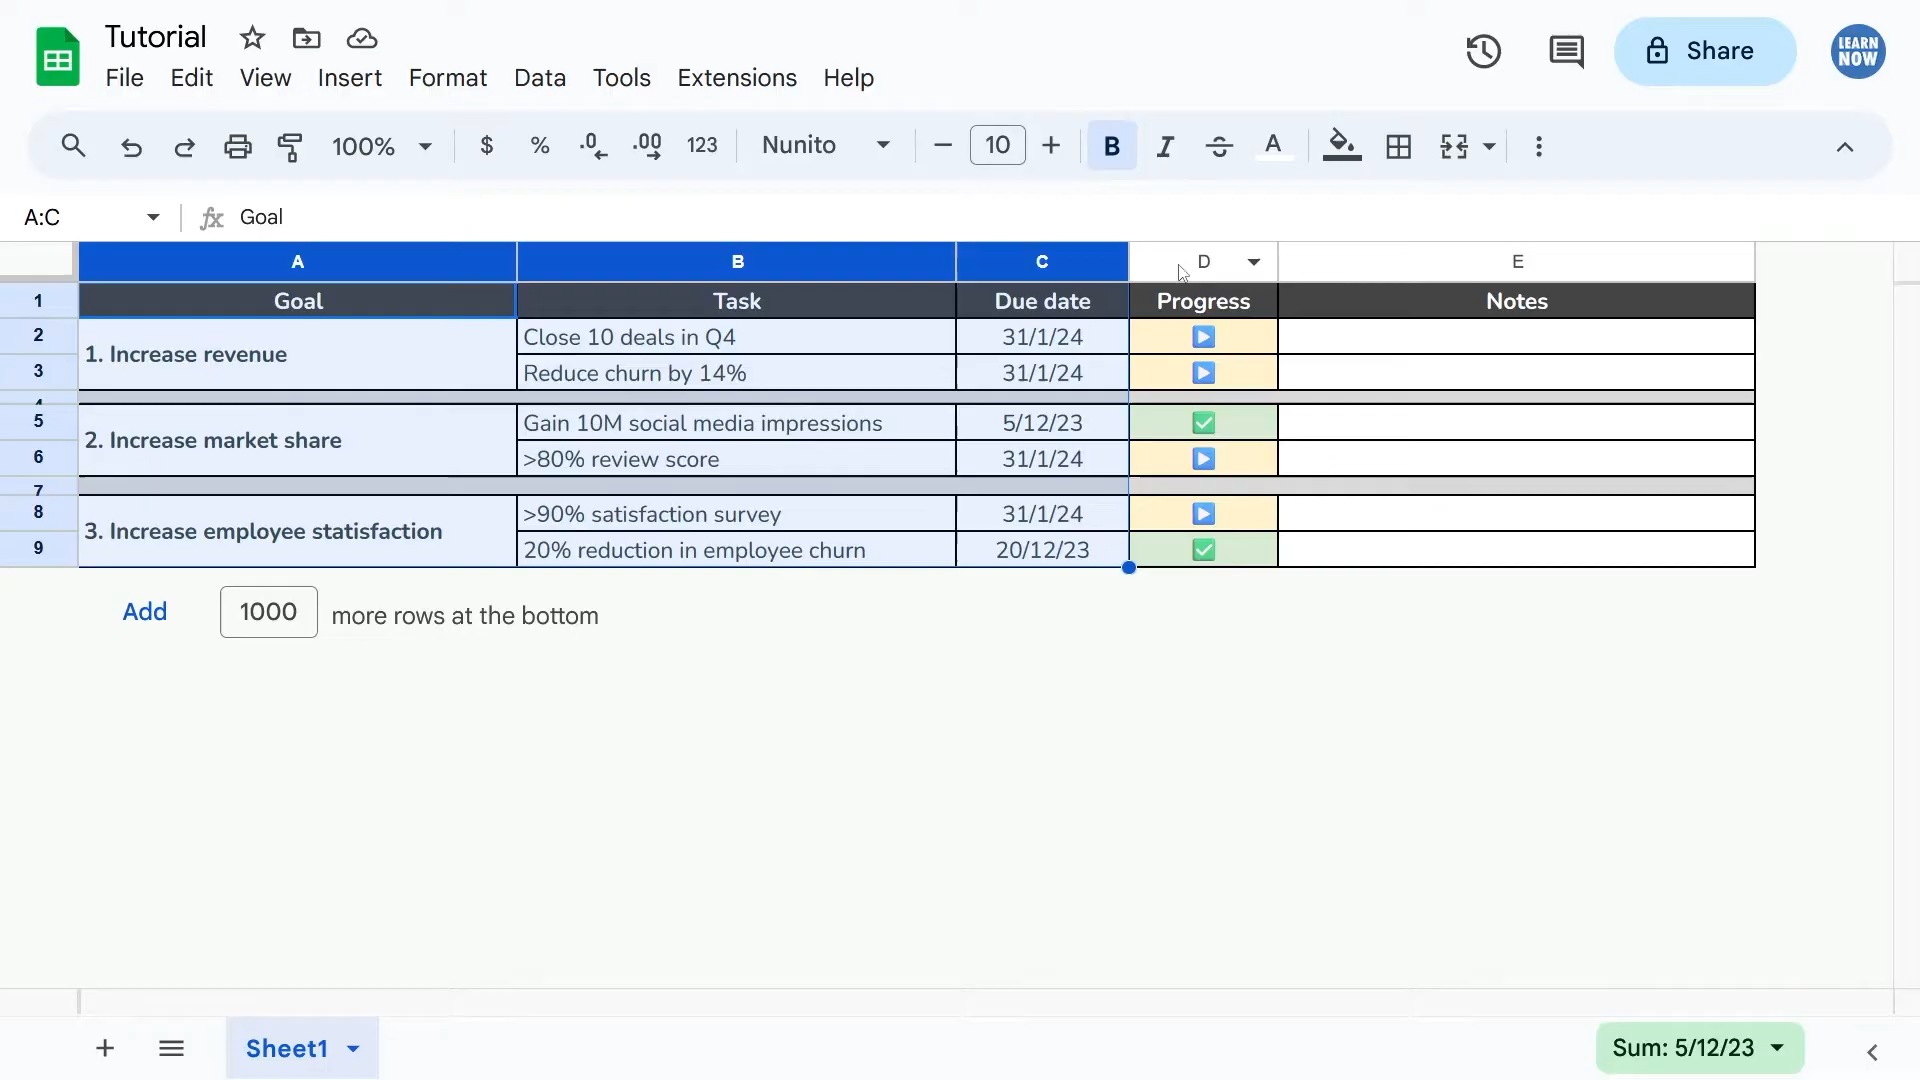 Tutorial
File Edit View Insert Format Data Tools Extensions Help
Share
LEARN
NOW
100% $ % .0 .00 123 Nunito 10 B I A
A:C fx Goal
A B C D E
1 Goal Task Due date Progress Notes
2 1. Increase revenue Close 10 deals in Q4 31/1/24
3 Reduce churn by 14% 31/1/24
4
5 2. Increase market share Gain 10M social media impressions 5/12/23
6 >80% review score 31/1/24
7
8 3. Increase employee statisfaction >90% satisfaction survey 31/1/24
9 20% reduction in employee churn 20/12/23
Add 1000 more rows at the bottom
Sheet1
Sum: 5/12/23